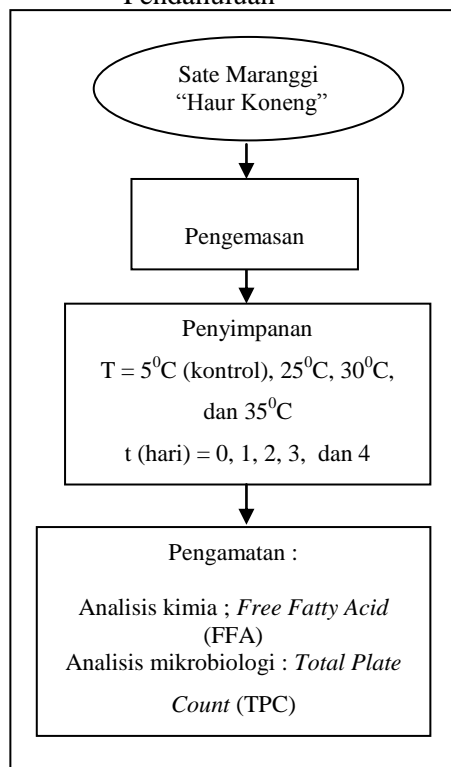 Pendahuluan
Sate Maranggi
“Haur Koneng”
Pengemasan
Penyimpanan
T = 5⁰C (kontrol), 25⁰C, 30⁰C,
dan 35⁰C
t (hari) = 0, 1, 2, 3,  dan 4
Pengamatan :
Analisis kimia ; Free Fatty Acid
(FFA)
Analisis mikrobiologi : Total Plate
Count (TPC)